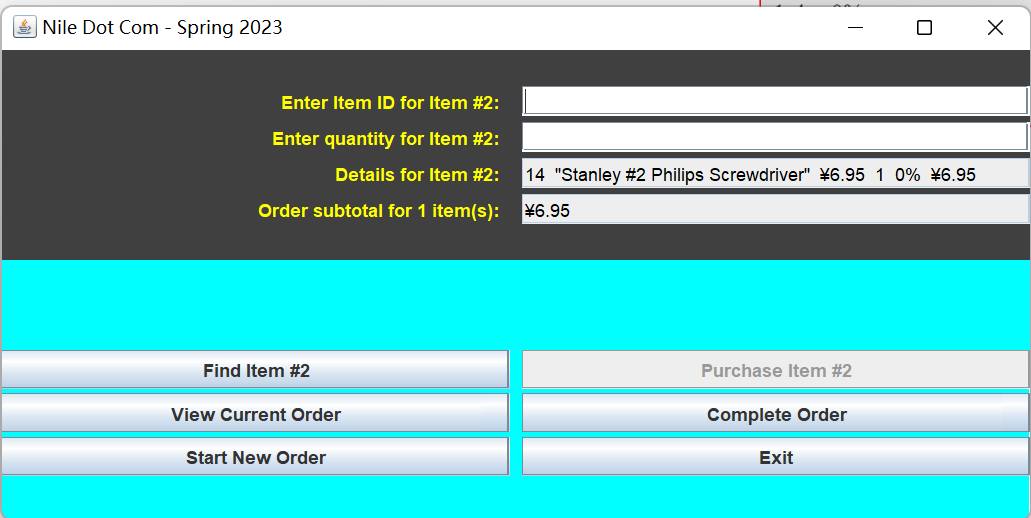 Nile Dot Com - Spring 2023
Enter Item ID for Item #2:
Enter quantity for Item #2:
Details for Item #2: 14 "Stanley #2 Philips Screwdriver" ¥6.95 1 0% ¥6.95
Order subtotal for 1 item(s): ¥6.95
Find Item #2 Purchase Item #2
View Current Order Complete Order
Start New Order Exit